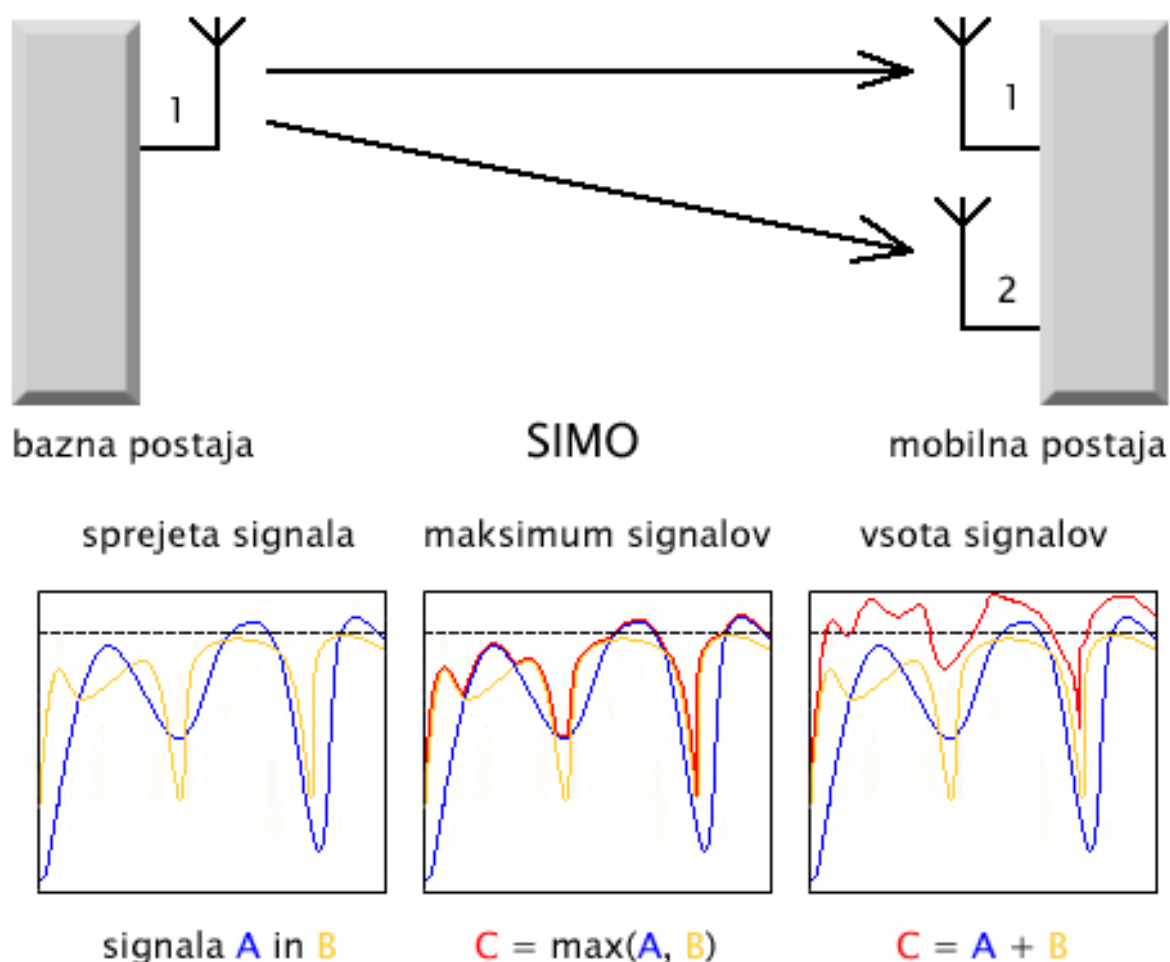 1
1
2
bazna postaja
SIMO
mobilna postaja
sprejeta signala
maksimum signalov
vsota signalov
signala A in B
C = max(A, B)
C = A + B